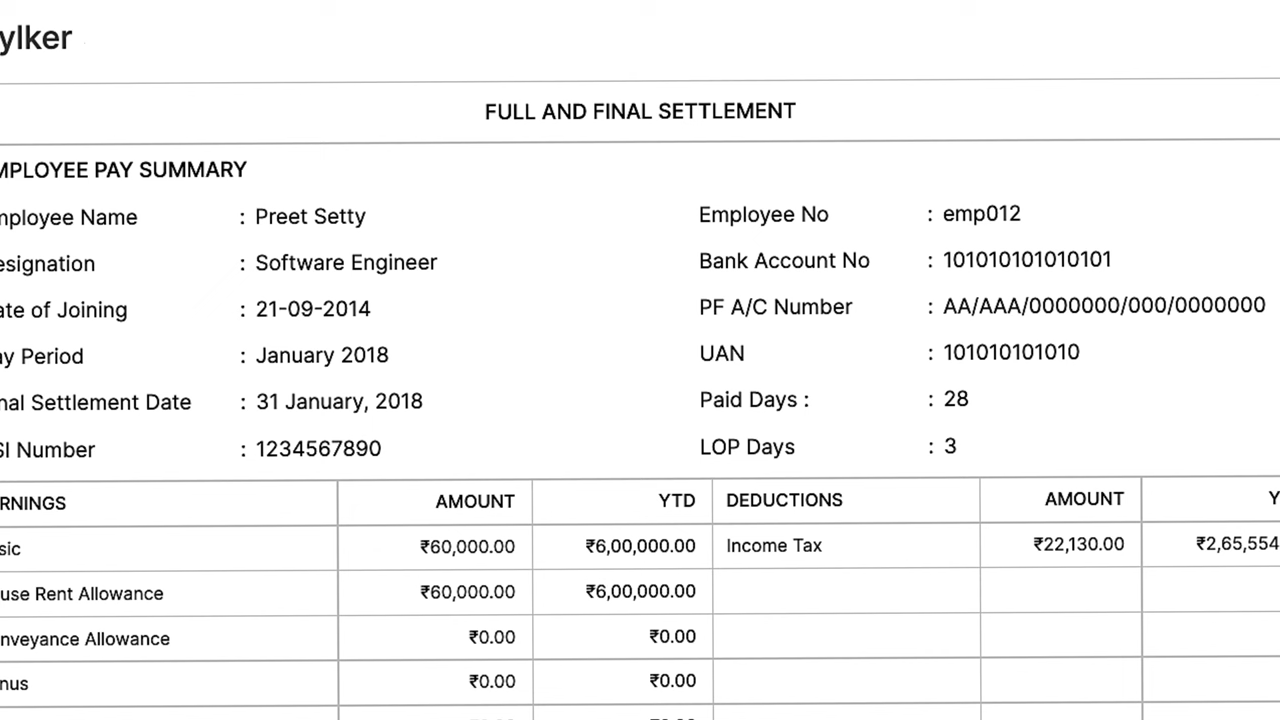 ylker
FULL AND FINAL SETTLEMENT
MPLOYEE PAY SUMMARY
mployee Name : Preet Setty Employee No : emp012
esignation : Software Engineer Bank Account No : 101010101010101
ate of Joining : 21-09-2014 PF A/C Number : AA/AAA/0000000/000/0000000
ay Period : January 2018 UAN : 101010101010
nal Settlement Date : 31 January, 2018 Paid Days : : 28
SI Number : 1234567890 LOP Days : 3
RNINGS AMOUNT YTD DEDUCTIONS AMOUNT Y
sic ₹60,000.00 ₹6,00,000.00 Income Tax ₹22,130.00 ₹2,65,554
use Rent Allowance ₹60,000.00 ₹6,00,000.00
nveyance Allowance ₹0.00 ₹0.00
nus ₹0.00 ₹0.00